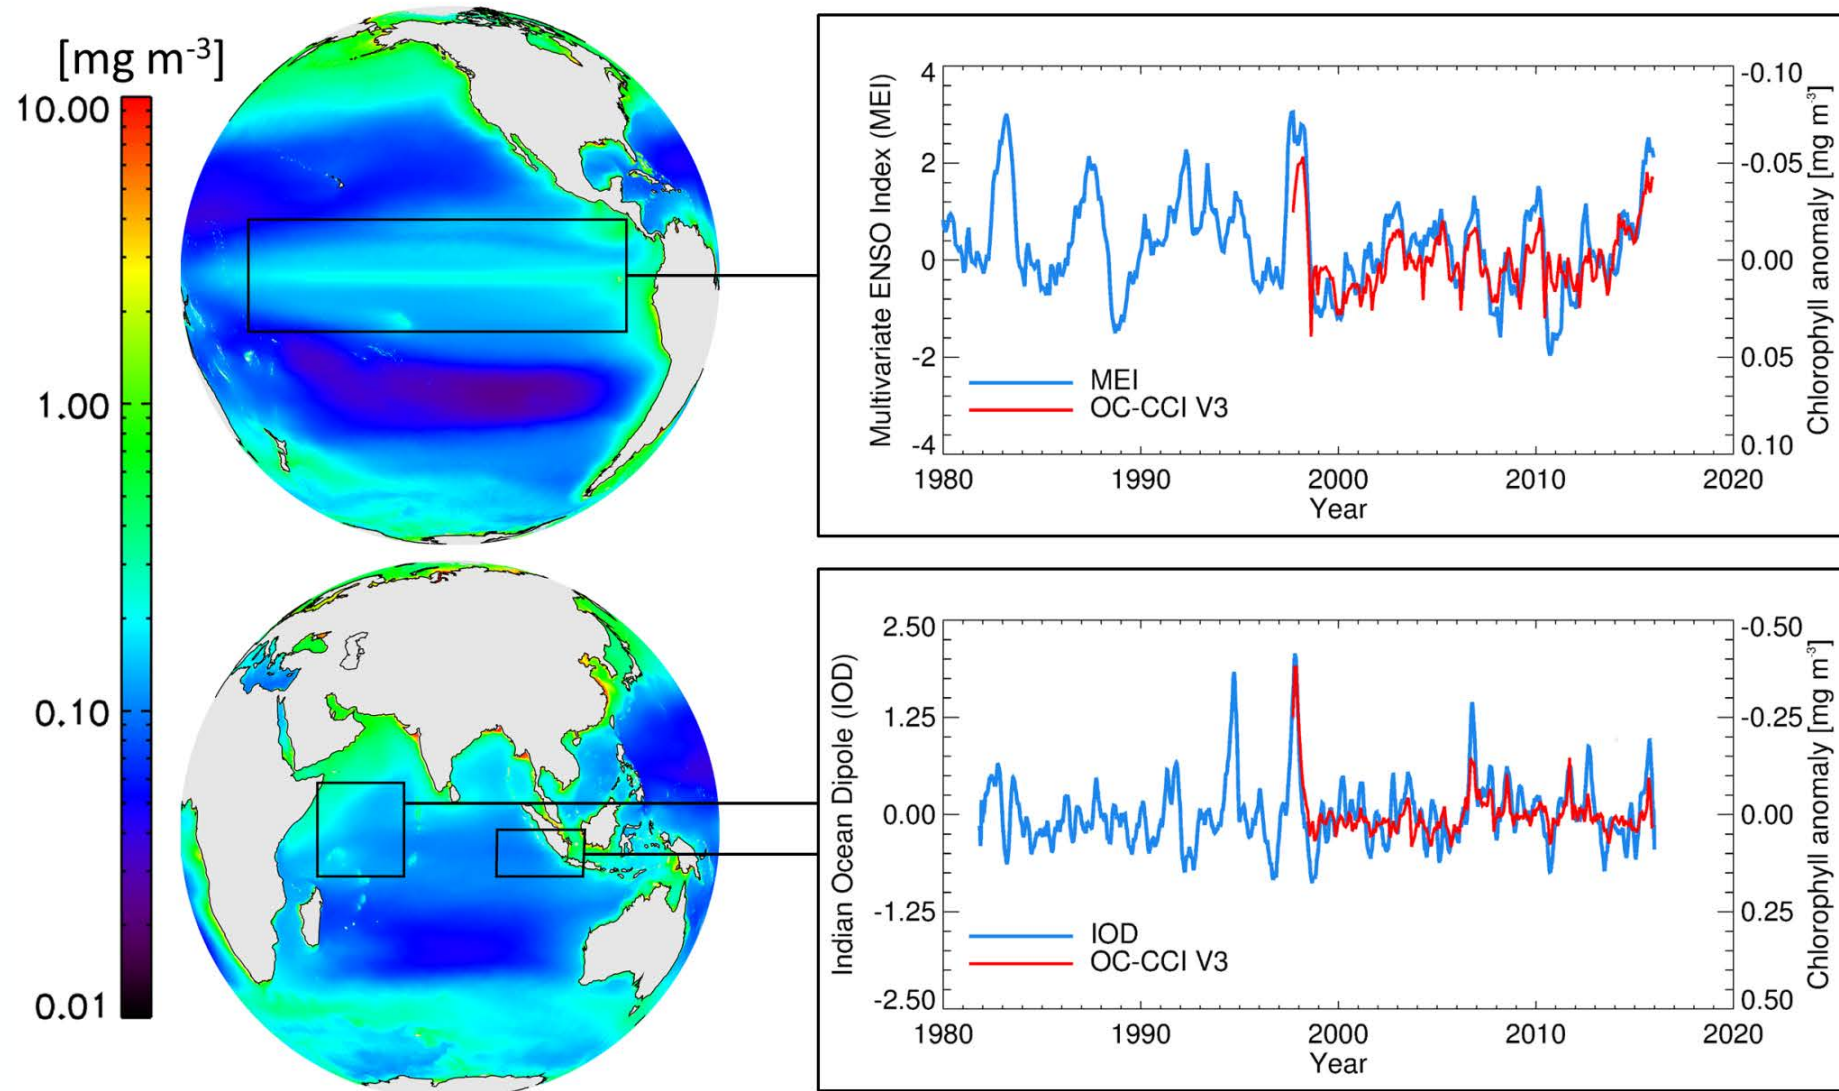 [mg m-3]
10.00
1.00
0.10
0.01
Multivariate ENSO Index (MEI)
4
2
0
-2
-4
MEI
OC-CCI V3
-0.10
-0.05
0.00
0.05
0.10
Chlorophyll anomaly [mg m-3]
1980 1990 2000 2010 2020
Year
Indian Ocean Dipole (IOD)
2.50
1.25
0.00
-1.25
-2.50
IOD
OC-CCI V3
-0.50
-0.25
0.00
0.25
0.50
Chlorophyll anomaly [mg m-3]
1980 1990 2000 2010 2020
Year